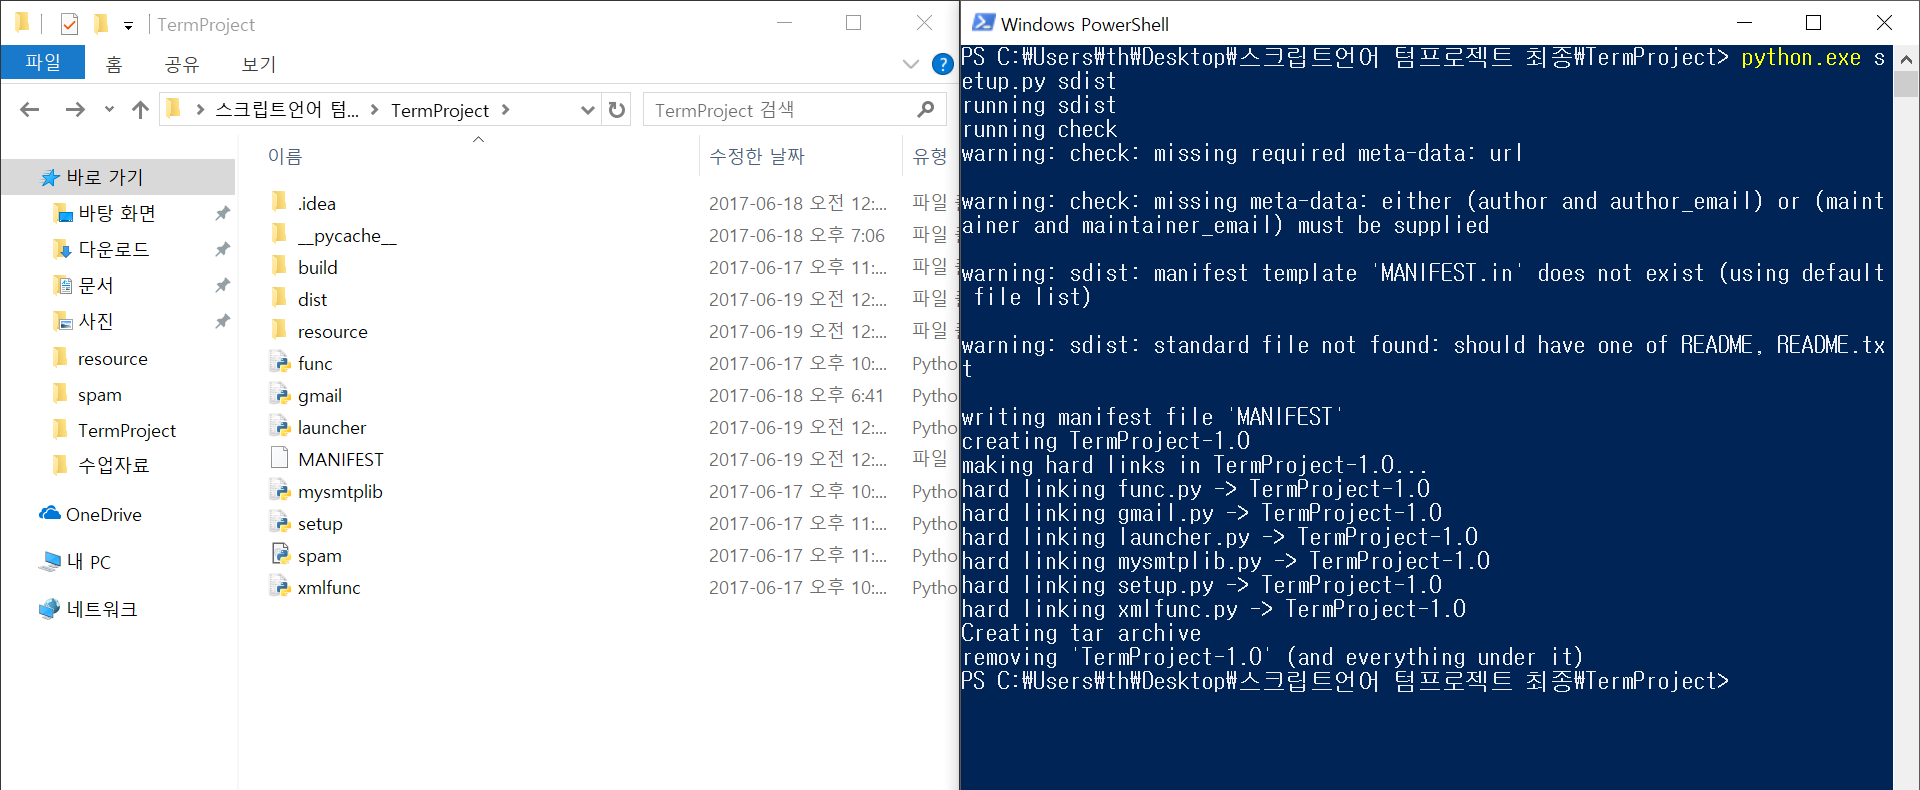 TermProject
파일 홈 공유 보기
스크립트언어 텀... TermProject
TermProject 검색
바로 가기
바탕 화면
다운로드
문서
사진
resource
spam
TermProject
수업자료
OneDrive
내 PC
네트워크
이름 수정한 날짜 유형
.idea 2017-06-18 오전 12:... 파일
__pycache__ 2017-06-18 오후 7:06 파일
build 2017-06-17 오후 11:... 파일
dist 2017-06-19 오전 12:... 파일
resource 2017-06-19 오전 12:... 파일
func 2017-06-17 오후 10:... Pytho
gmail 2017-06-18 오후 6:41 Pytho
launcher 2017-06-19 오전 12:... Pytho
MANIFEST 2017-06-19 오전 12:... 파일
mysmtplib 2017-06-17 오후 10:... Pytho
setup 2017-06-17 오후 11:... Pytho
spam 2017-06-17 오후 11:... Pytho
xmlfunc 2017-06-17 오후 10:... Pytho
Windows PowerShell
PS C:₩Users₩th₩Desktop₩스크립트언어 텀프로젝트 최종₩TermProject> python.exe s
etup.py sdist
running sdist
running check
warning: check: missing required meta-data: url
warning: check: missing meta-data: either (author and author_email) or (maint
ainer and maintainer_email) must be supplied
warning: sdist: manifest template 'MANIFEST.in' does not exist (using default
file list)
warning: sdist: standard file not found: should have one of README, README.tx
t
writing manifest file 'MANIFEST'
creating TermProject-1.0
making hard links in TermProject-1.0...
hard linking func.py -> TermProject-1.0
hard linking gmail.py -> TermProject-1.0
hard linking launcher.py -> TermProject-1.0
hard linking mysmtplib.py -> TermProject-1.0
hard linking setup.py -> TermProject-1.0
hard linking xmlfunc.py -> TermProject-1.0
Creating tar archive
removing 'TermProject-1.0' (and everything under it)
PS C:₩Users₩th₩Desktop₩스크립트언어 텀프로젝트 최종₩TermProject>